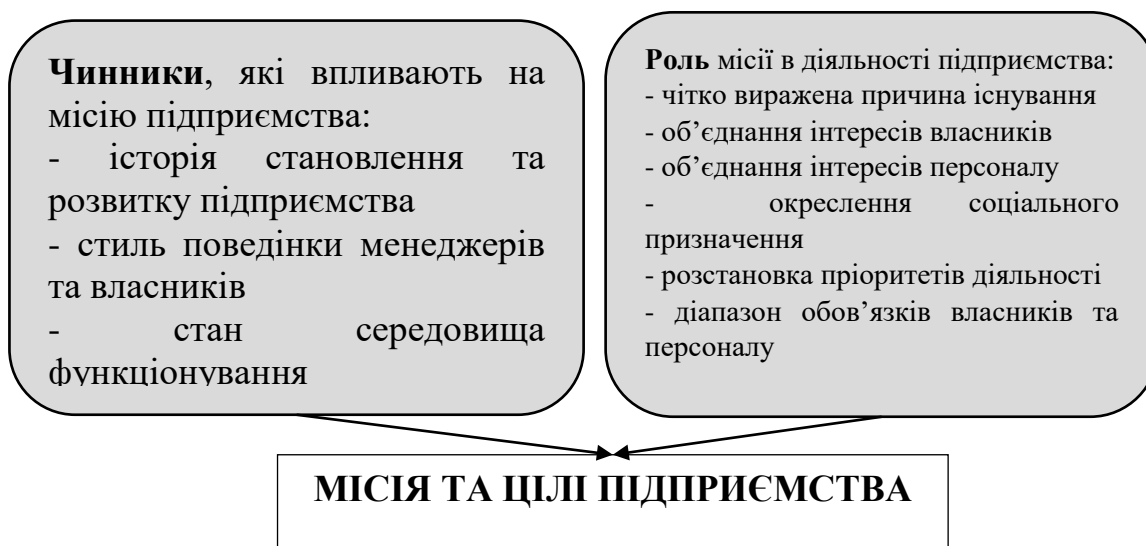 Чинники, які впливають на
місію підприємства:
- історія становлення та
розвитку підприємства
- стиль поведінки менеджерів
та власників
- стан середовища
функціонування
Роль місії в діяльності підприємства:
- чітко виражена причина існування
- об’єднання інтересів власників
- об’єднання інтересів персоналу
- окреслення соціального
призначення
- розстановка пріоритетів діяльності
- діапазон обов’язків власників та
персоналу
МІСІЯ ТА ЦІЛІ ПІДПРИЄМСТВА